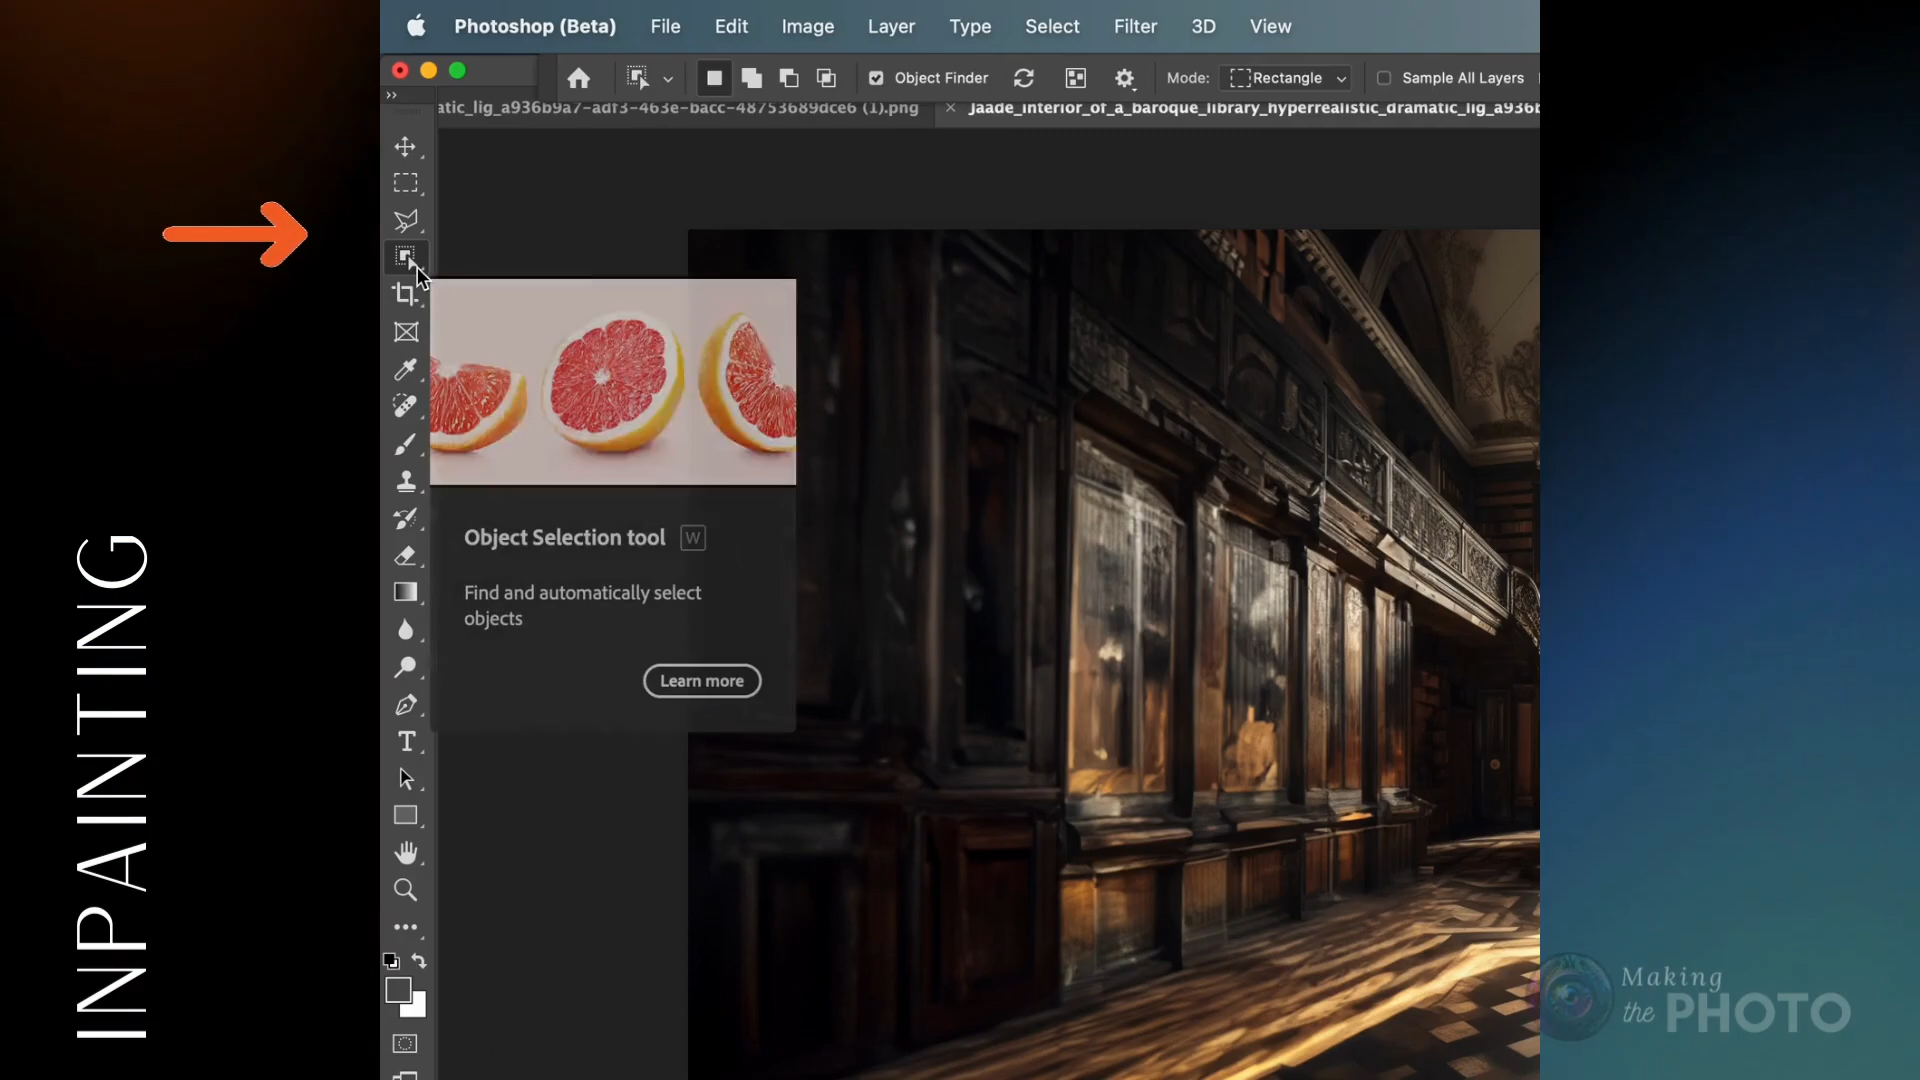 Photoshop (Beta) File Edit Image Layer Type Select Filter 3D View
Object Finder Mode: Rectangle Sample All Layers
atic_lig_a936b9a7-adf3-463e-bacc-48753689dce6 (1).png × Jaade_interior_of_a_baroque_library_hyperrealistic_dramatic_lig_a936b
Object Selection tool W
Find and automatically select
objects
Learn more
INPAINTING
Making
the PHOTO